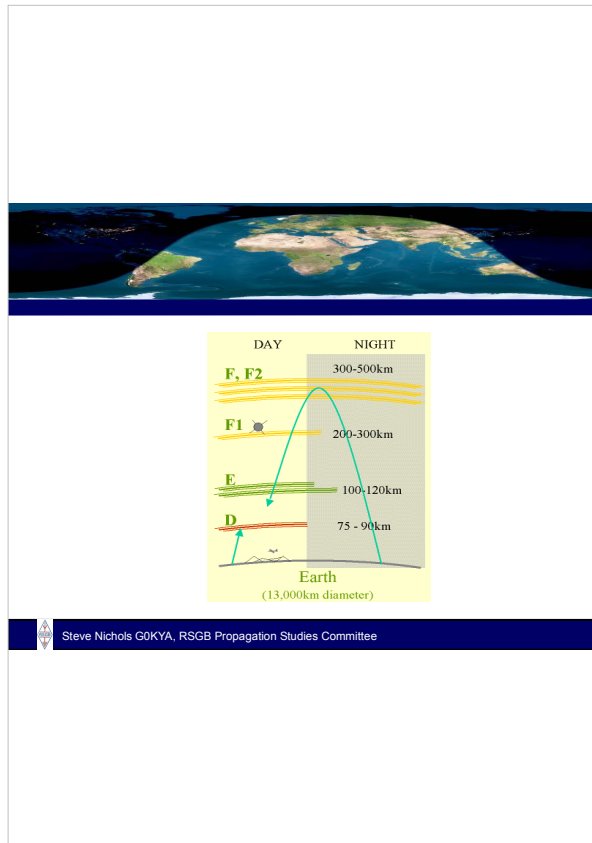 DAY NIGHT
F, F2 300-500km
F1 200-300km
E 100-120km
D 75 - 90km
Earth
(13,000km diameter)
Steve Nichols G0KYA, RSGB Propagation Studies Committee